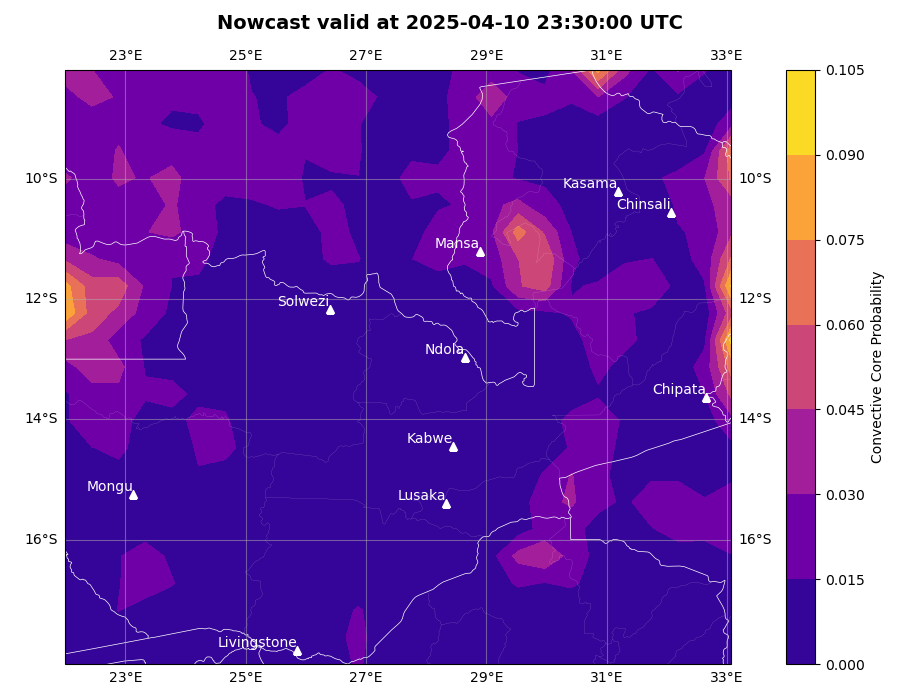 Nowcast valid at 2025-04-10 23:30:00 UTC
23°E 25°E 27°E 29°E 31°E 33°E
0.105
0.090
10°S 10°S
Kasama
Chinsali
0.075
Mansa
12°S 12°S
Solwezi
0.060
Ndola
Chipata
0.045
14°S 14°S
Kabwe
Mongu
Lusaka
0.030
16°S 16°S
0.015
Livingstone
0.000
23°E 25°E 27°E 29°E 31°E 33°E
Convective Core Probability